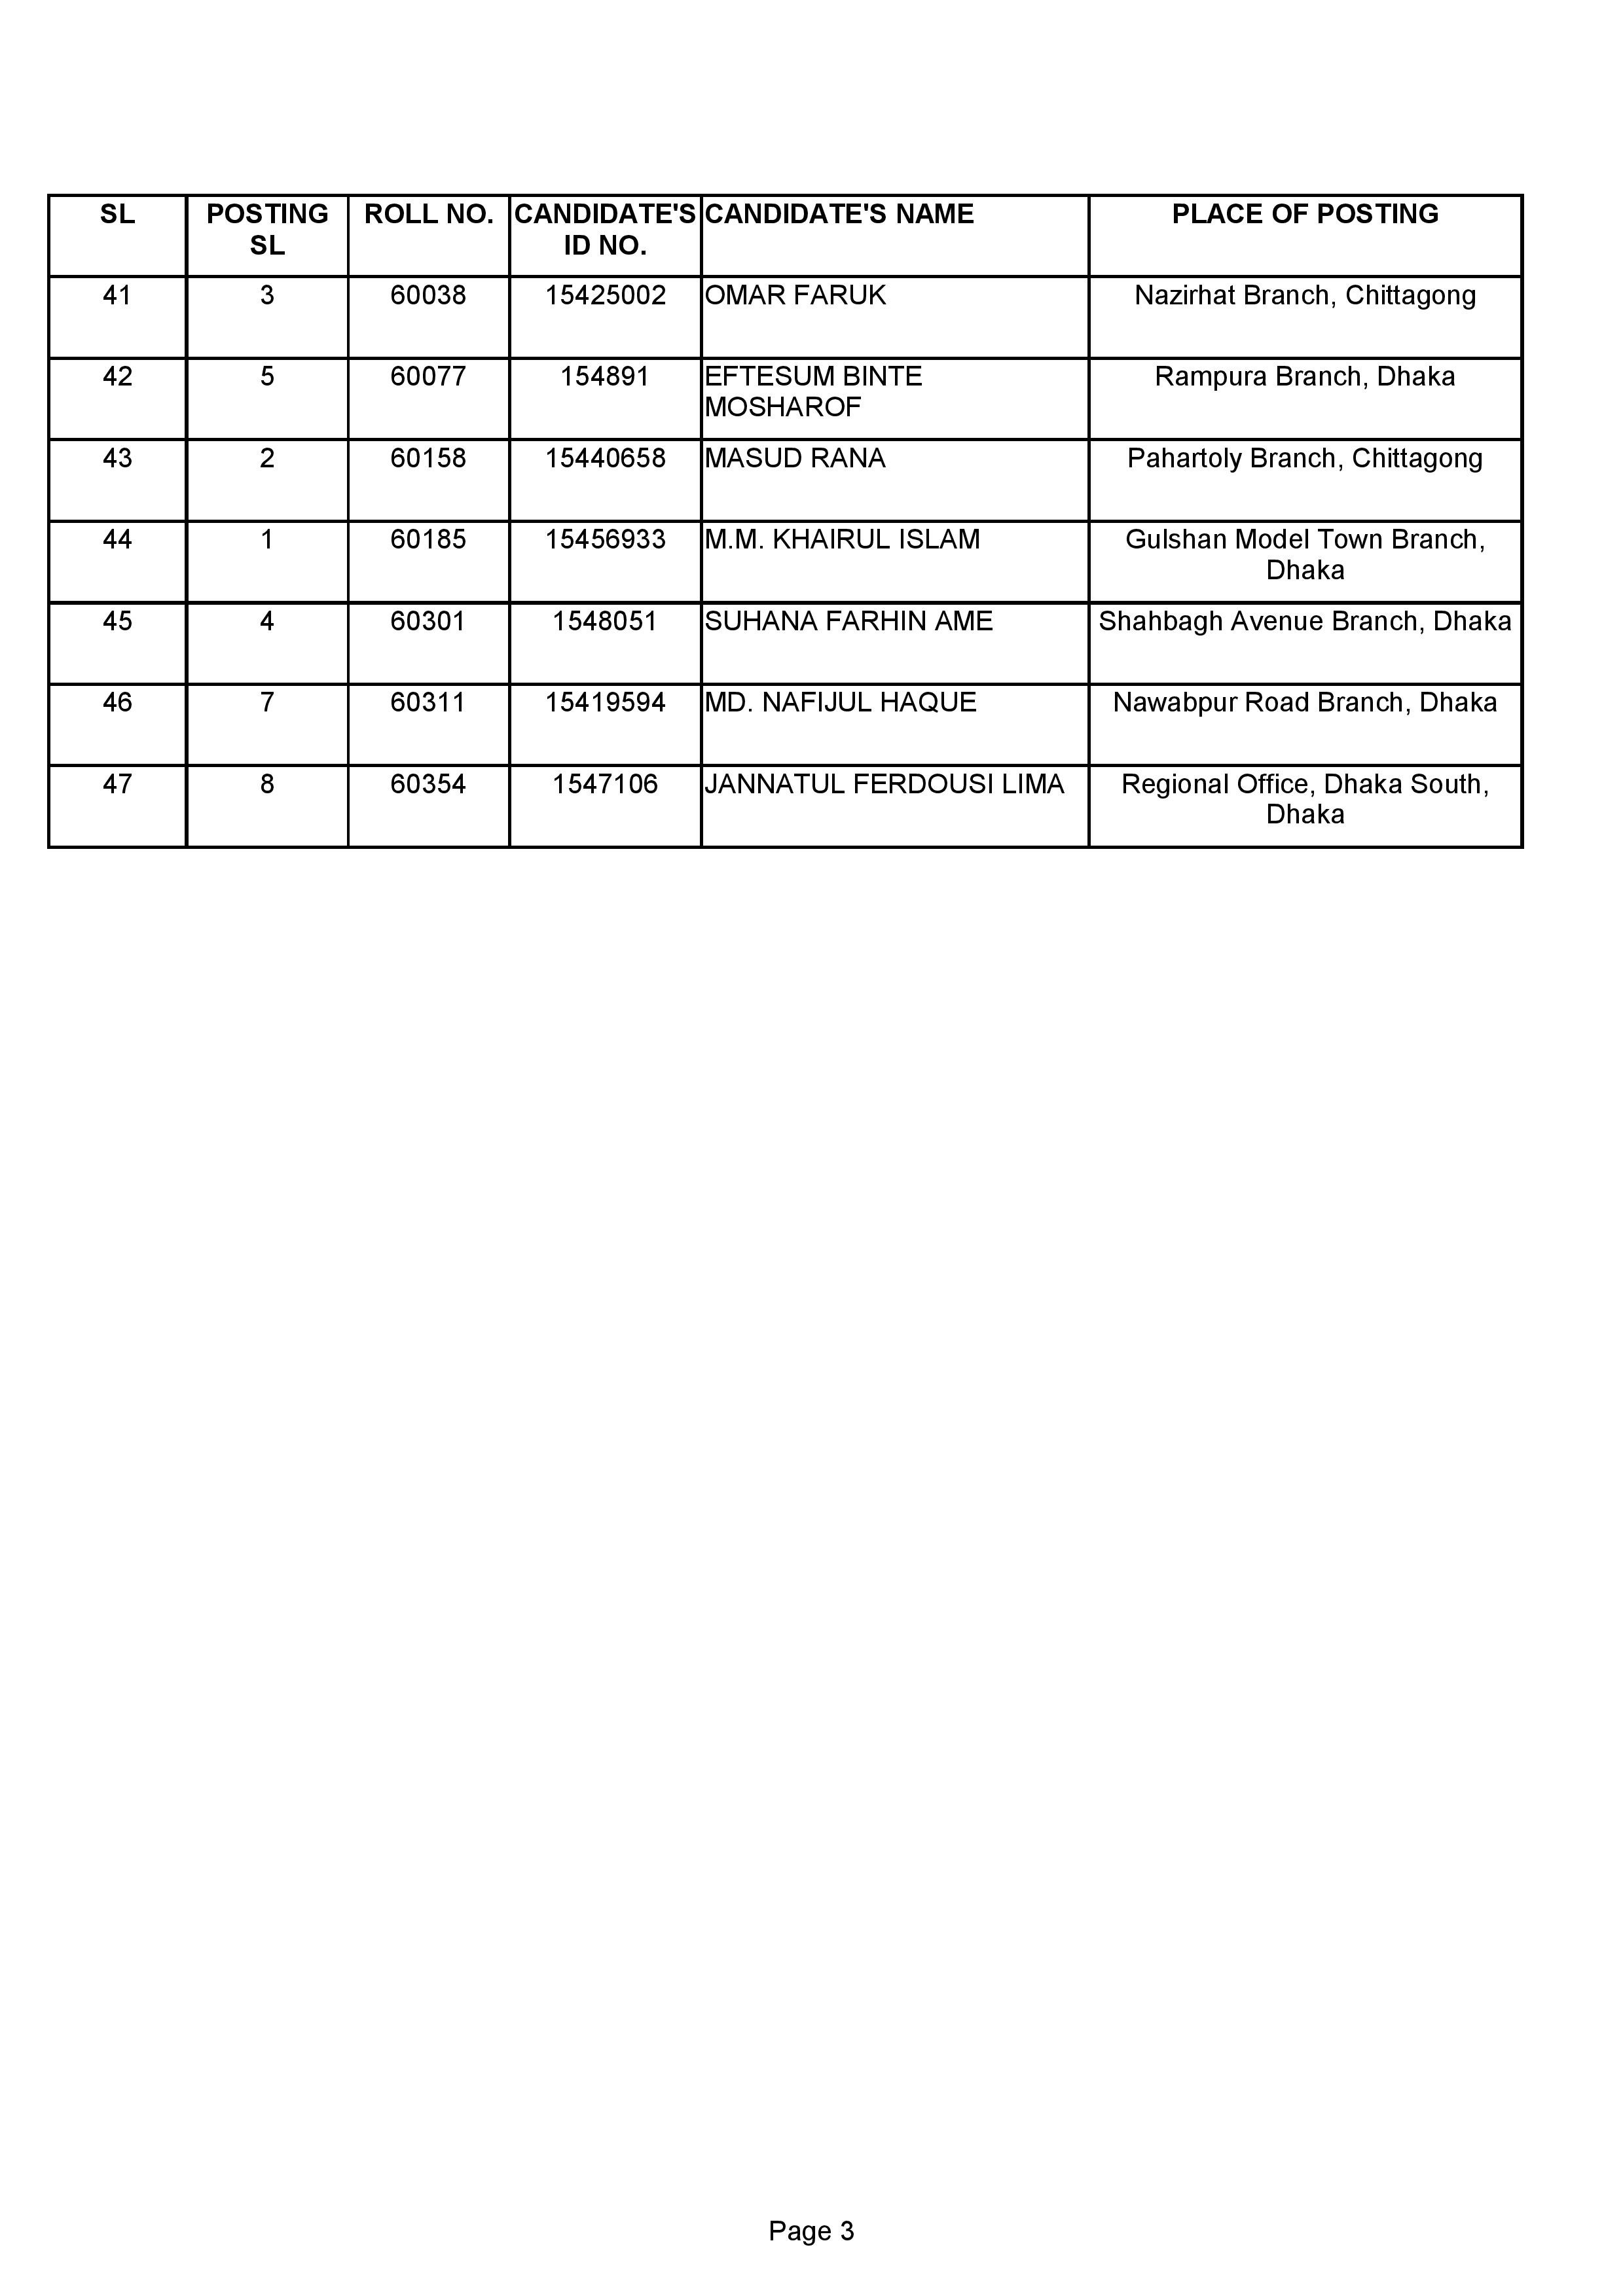 SL POSTING ROLL NO. CANDIDATE'S CANDIDATE'S NAME PLACE OF POSTING
SL ID NO.
41 3 60038 15425002 OMAR FARUK Nazirhat Branch, Chittagong
42 5 60077 154891 EFTESUM BINTE Rampura Branch, Dhaka
MOSHAROF
43 2 60158 15440658 MASUD RANA Pahartoly Branch, Chittagong
44 1 60185 15456933 M.M. KHAIRUL ISLAM Gulshan Model Town Branch,
Dhaka
45 4 60301 1548051 SUHANA FARHIN AME Shahbagh Avenue Branch, Dhaka
46 7 60311 15419594 MD. NAFIJUL HAQUE Nawabpur Road Branch, Dhaka
47 8 60354 1547106 JANNATUL FERDOUSI LIMA Regional Office, Dhaka South,
Dhaka
Page 3